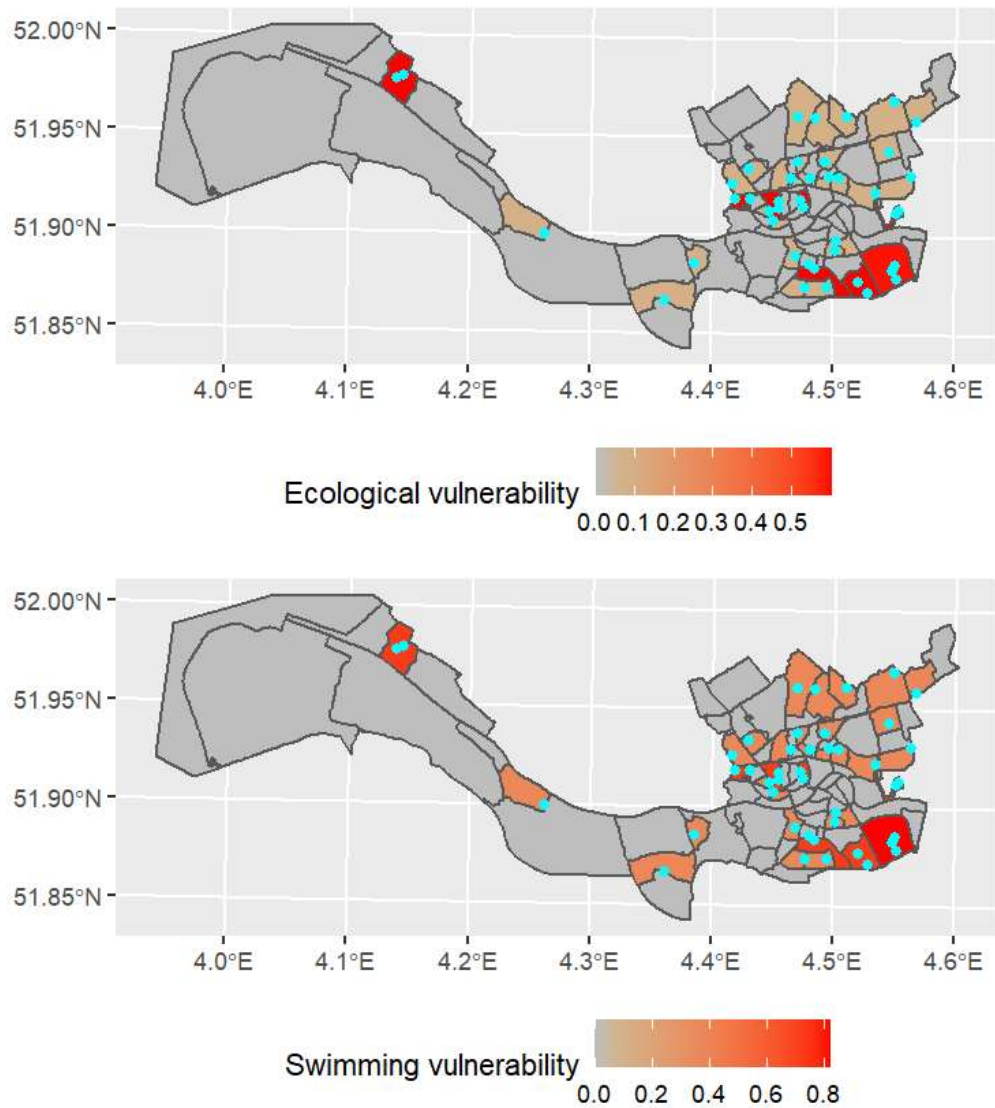 52.00°N
51.95°N
51.90°N
51.85°N
4.0°E 4.1°E 4.2°E 4.3°E 4.4°E 4.5°E 4.6°E
Ecological vulnerability
0.0 0.1 0.2 0.3 0.4 0.5
52.00°N
51.95°N
51.90°N
51.85°N
4.0°E 4.1°E 4.2°E 4.3°E 4.4°E 4.5°E 4.6°E
Swimming vulnerability
0.0 0.2 0.4 0.6 0.8